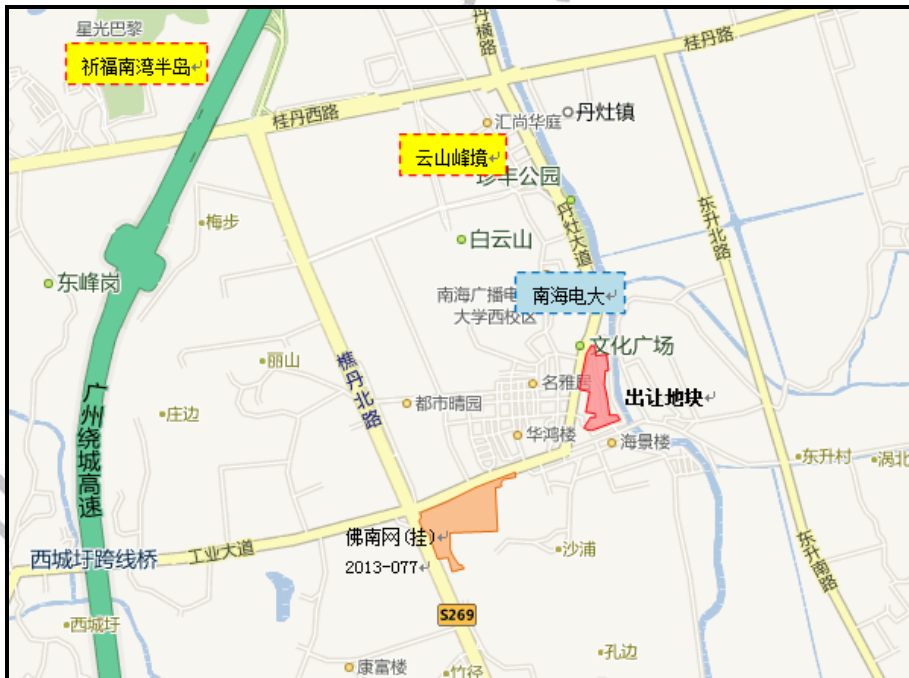 星光巴黎
祈福南湾半岛
丹横路
桂丹路
桂丹西路
汇尚华庭
丹灶镇
云山峰境
珍丰公园
梅步
丹灶大道
东升北路
白云山
东峰岗
南海广播电
大学西校区
南海电大
文化广场
丽山
樵丹北路
名雅居
出让地块
都市晴园
庄边
广州绕城高速
华鸿楼
海景楼
东升村
涡北
佛南网(挂)
2013-077
工业大道
西城圩跨线桥
沙浦
东升南路
S269
西城圩
孔边
康富楼
竹径